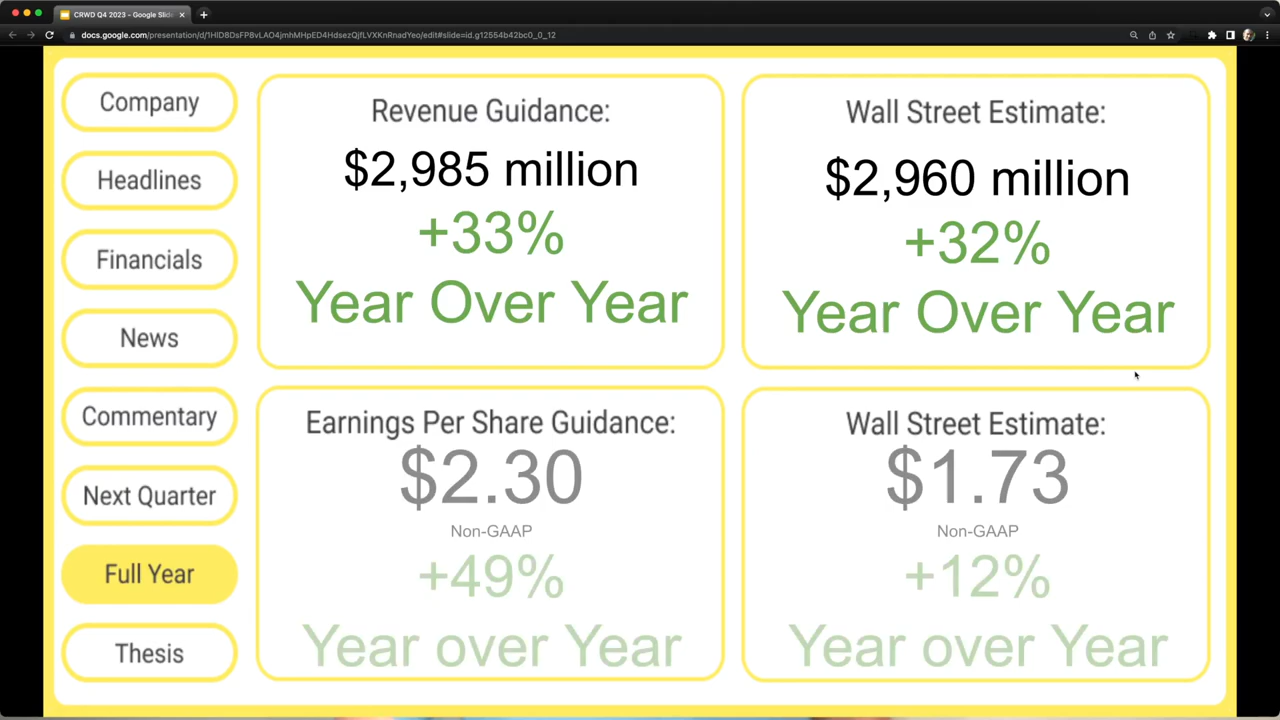 CRWD Q4 2023 - Google Slide
docs.google.com/presentation/d/1HlD8DsFP8vLAO4jmhMHpED4HdsezQjfLVXKnRnadYeo/edit#slide=id.g12554b42bc0_0_12
Company
Headlines
Financials
News
Commentary
Next Quarter
Full Year
Thesis
Revenue Guidance:
$2,985 million
+33%
Year Over Year
Wall Street Estimate:
$2,960 million
+32%
Year Over Year
Earnings Per Share Guidance:
$2.30
Non-GAAP
+49%
Year over Year
Wall Street Estimate:
$1.73
Non-GAAP
+12%
Year over Year